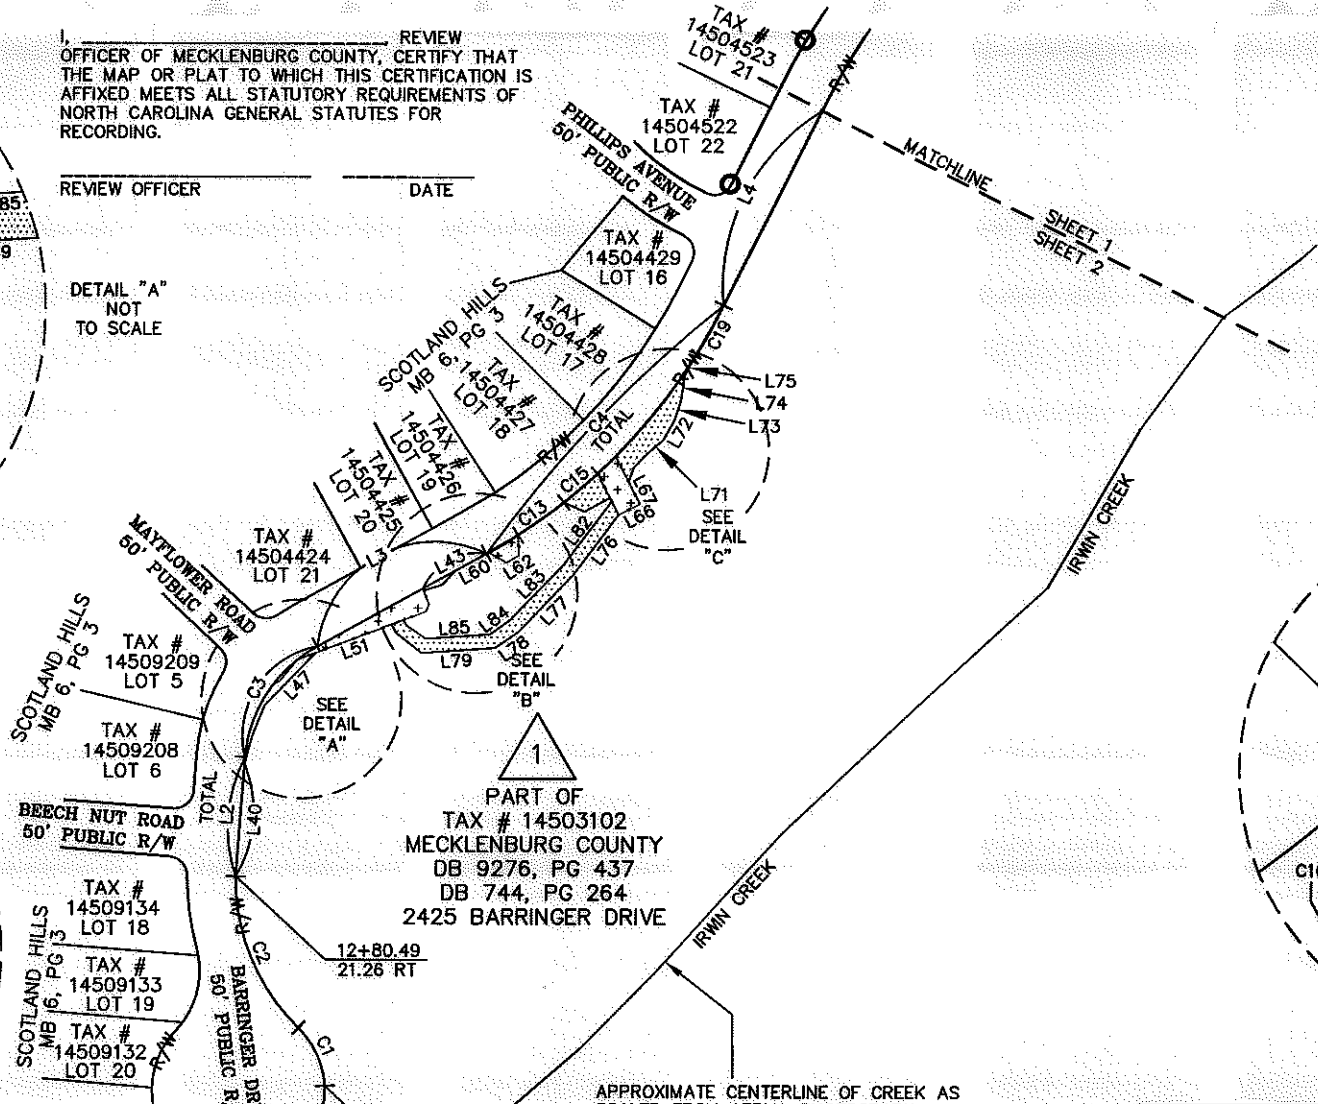 I, REVIEW
OFFICER OF MECKLENBURG COUNTY, CERTIFY THAT
THE MAP OR PLAT TO WHICH THIS CERTIFICATION IS
AFFIXED MEETS ALL STATUTORY REQUIREMENTS OF
NORTH CAROLINA GENERAL STATUTES FOR
RECORDING.
REVIEW OFFICER DATE
85
9
DETAIL "A"
NOT
TO SCALE
TAX #
14504523
LOT 21
R/W
TAX #
14504522
LOT 22
PHILLIPS AVENUE
50' PUBLIC R/W
L4
MATCHLINE
SHEET 1
SHEET 2
TAX #
14504429
LOT 16
SCOTLAND HILLS
MB 6, PG 3
TAX #
14504428
LOT 17
TAX #
14504427
LOT 18
TAX #
14504426
LOT 19
TAX #
14504425
LOT 20
R/W
C4
TOTAL
C19
R/W
L75
L74
L73
L72
L71
SEE
DETAIL
"C"
L67
L66
C15
C13
L82
L76
L62
L60
L43
L3
L83
L77
L84
L85
L78
L79
SEE
DETAIL
"B"
MAYFLOWER ROAD
50' PUBLIC R/W
TAX #
14504424
LOT 21
L51
L47
C3
SEE
DETAIL
"A"
SCOTLAND HILLS
MB 6, PG 3
TAX #
14509209
LOT 5
TAX #
14509208
LOT 6
TOTAL
L2
L40
BEECH NUT ROAD
50' PUBLIC R/W
1
PART OF
TAX # 14503102
MECKLENBURG COUNTY
DB 9276, PG 437
DB 744, PG 264
2425 BARRINGER DRIVE
IRWIN CREEK
IRWIN CREEK
C1
SCOTLAND HILLS
MB 6, PG 3
TAX #
14509134
LOT 18
TAX #
14509133
LOT 19
TAX #
14509132
LOT 20
R/W
R/W
C2
12+80.49
21.26 RT
BARRINGER DR
50' PUBLIC R
C1
APPROXIMATE CENTERLINE OF CREEK AS